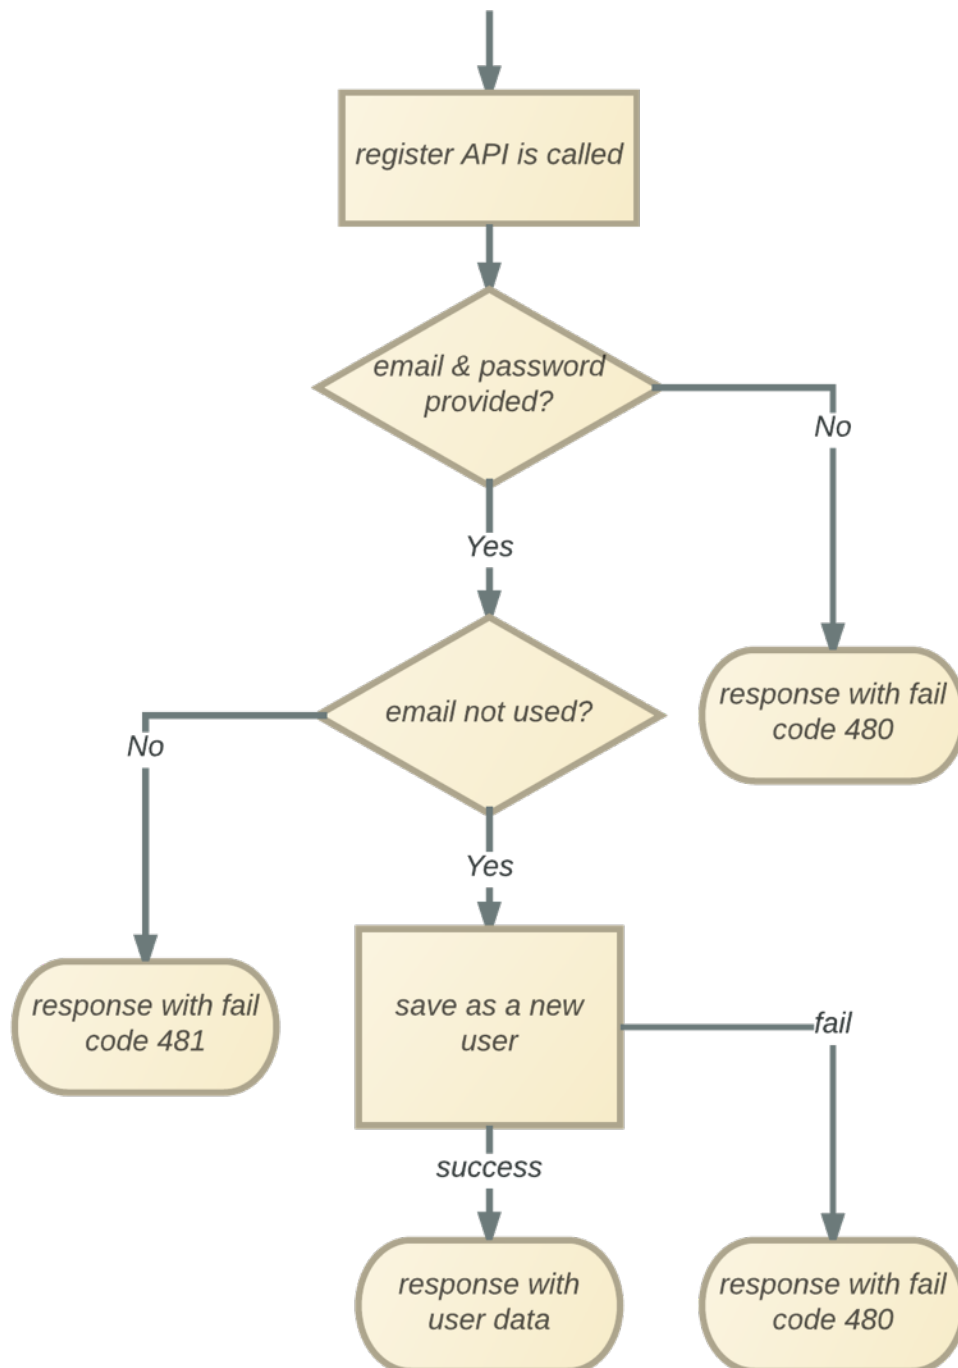 register API is called
email & password
provided?
No
Yes
email not used?
response with fail
code 480
No
Yes
response with fail
code 481
save as a new
user
fail
success
response with
user data
response with fail
code 480